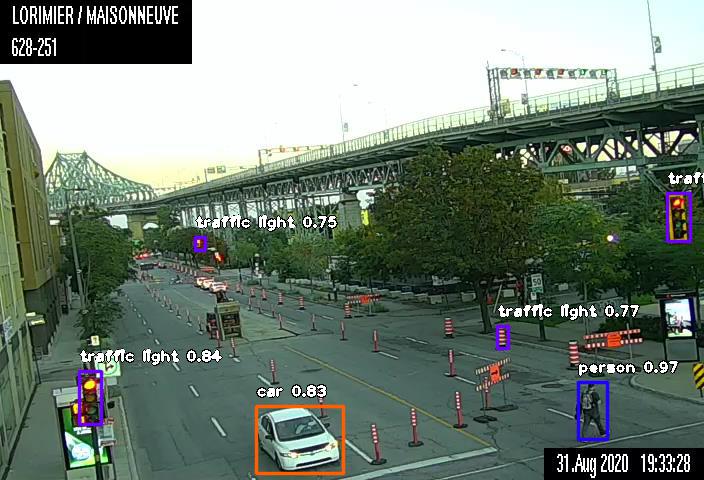 LORIMIER / MAISONNEUVE
628-251
traff
traffic light 0.75
traffic light 0.77
traffic light 0.84
person 0.97
car 0.83
31.Aug 2020 19:33:28